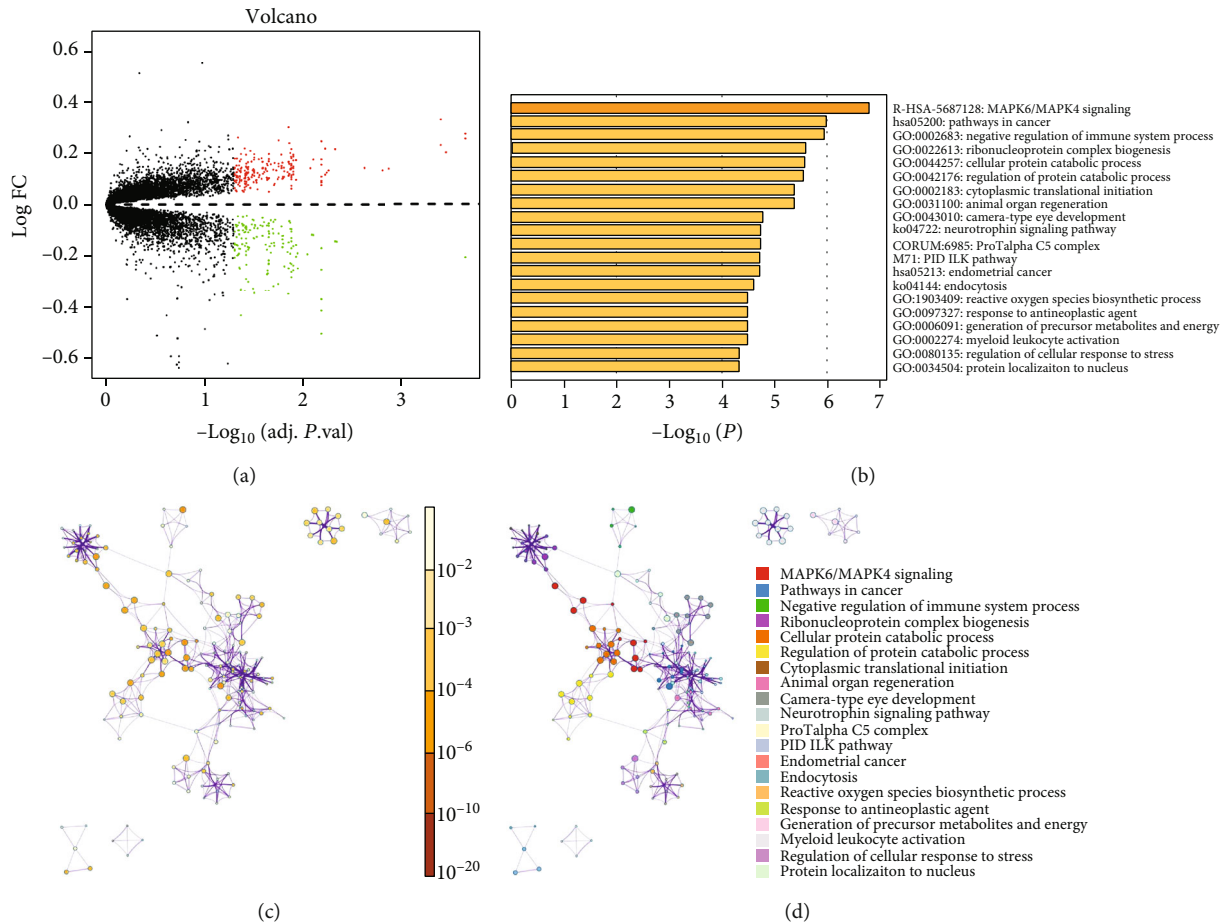 Volcano
0.6
0.4
0.2
0.0
−0.2
−0.4
−0.6
Log FC
0 1 2 3
−Log10 (adj. P.val)
(a)
R-HSA-5687128: MAPK6/MAPK4 signaling
hsa05200: pathways in cancer
GO:0002683: negative regulation of immune system process
GO:0022613: ribonucleoprotein complex biogenesis
GO:0044257: cellular protein catabolic process
GO:0042176: regulation of protein catabolic process
GO:0002183: cytoplasmic translational initiation
GO:0031100: animal organ regeneration
GO:0043010: camera-type eye development
ko04722: neurotrophin signaling pathway
CORUM:6985: ProTalpha C5 complex
M71: PID ILK pathway
hsa05213: endometrial cancer
ko04144: endocytosis
GO:1903409: reactive oxygen species biosynthetic process
GO:0097327: response to antineoplastic agent
GO:0006091: generation of precursor metabolites and energy
GO:0002274: myeloid leukocyte activation
GO:0080135: regulation of cellular response to stress
GO:0034504: protein localizaiton to nucleus
0 1 2 3 4 5 6 7
−Log10 (P)
(b)
10−2
10−3
10−4
10−6
10−10
10−20
(c)
MAPK6/MAPK4 signaling
Pathways in cancer
Negative regulation of immune system process
Ribonucleoprotein complex biogenesis
Cellular protein catabolic process
Regulation of protein catabolic process
Cytoplasmic translational initiation
Animal organ regeneration
Camera-type eye development
Neurotrophin signaling pathway
ProTalpha C5 complex
PID ILK pathway
Endometrial cancer
Endocytosis
Reactive oxygen species biosynthetic process
Response to antineoplastic agent
Generation of precursor metabolites and energy
Myeloid leukocyte activation
Regulation of cellular response to stress
Protein localizaiton to nucleus
(d)